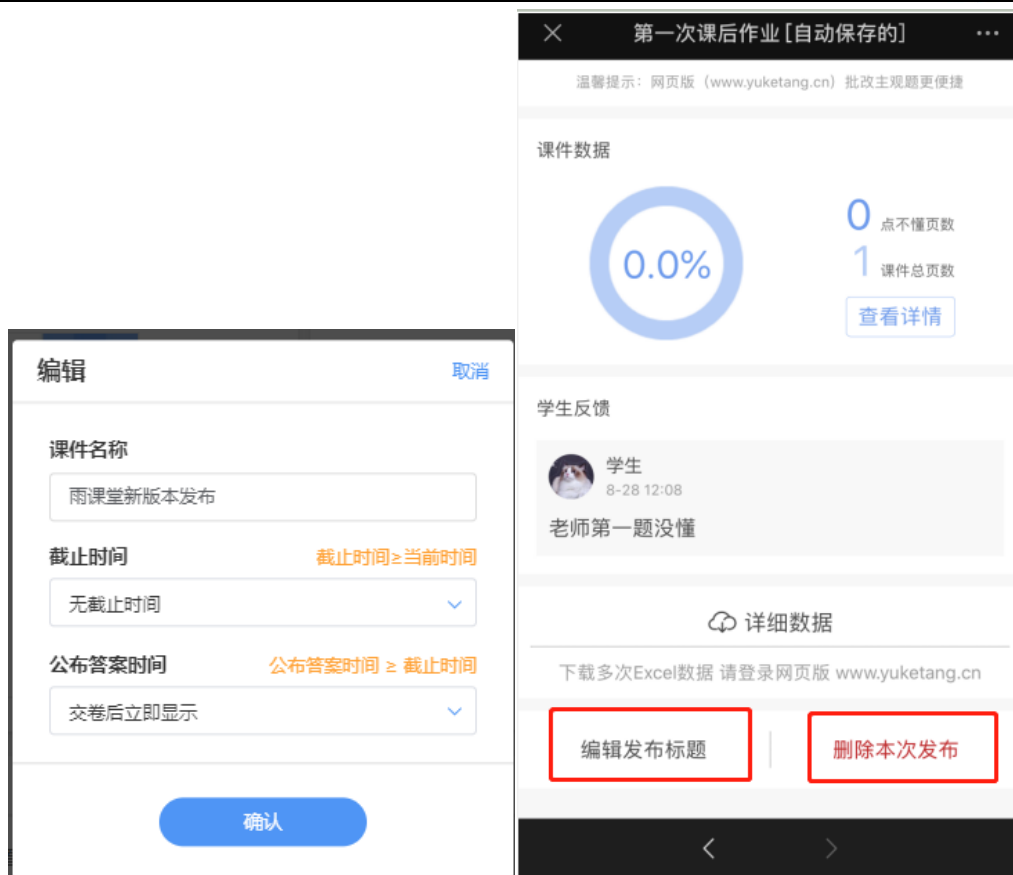 编辑
取消
课件名称
雨课堂新版本发布
截止时间
截止时间≥当前时间
无截止时间
公布答案时间
公布答案时间 ≥ 截止时间
交卷后立即显示
确认
第一次课后作业[自动保存的]
温馨提示：网页版（www.yuketang.cn）批改主观题更便捷
课件数据
0.0%
0 点不懂页数
1 课件总页数
查看详情
学生反馈
学生
8-28 12:08
老师第一题没懂
详细数据
下载多次Excel数据 请登录网页版 www.yuketang.cn
编辑发布标题
删除本次发布